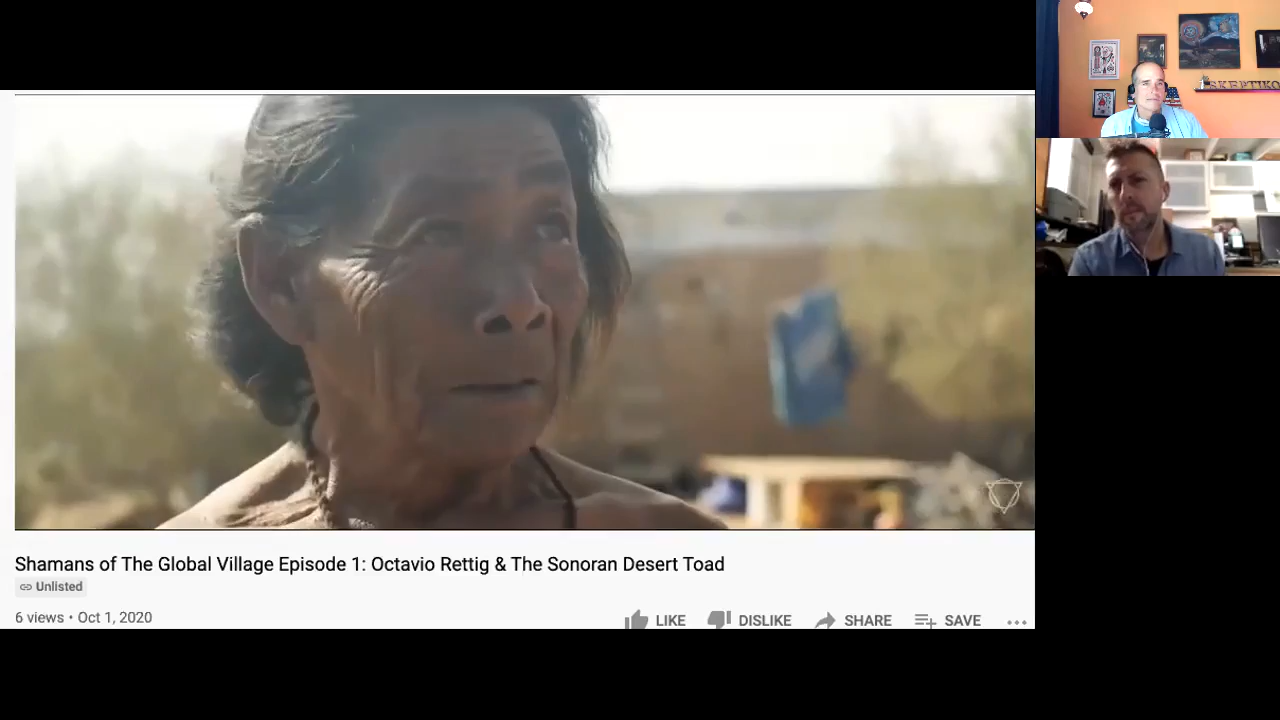 SKEPTIKO
Shamans of The Global Village Episode 1: Octavio Rettig & The Sonoran Desert Toad
Unlisted
6 views • Oct 1, 2020
LIKE
DISLIKE
SHARE
SAVE